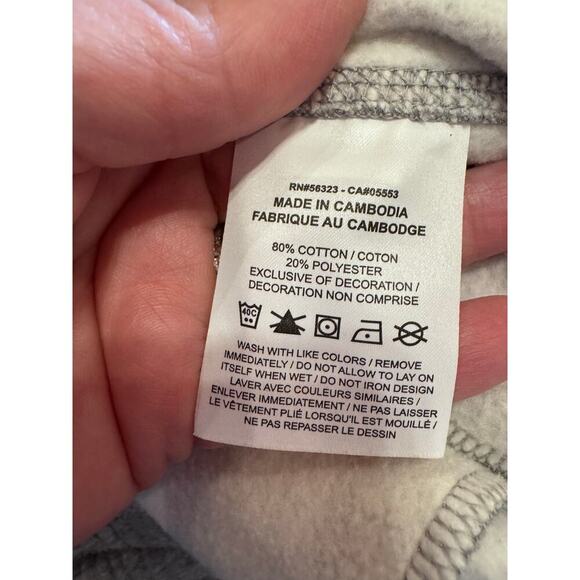 RN#56323 - CA#05553
MADE IN CAMBODIA
FABRIQUE AU CAMBODGE
80% COTTON / COTON
20% POLYESTER
EXCLUSIVE OF DECORATION /
DECORATION NON COMPRISE
40C
WASH WITH LIKE COLORS / REMOVE
IMMEDIATELY / DO NOT ALLOW TO LAY ON
ITSELF WHEN WET / DO NOT IRON DESIGN
LAVER AVEC COULEURS SIMILAIRES /
ENLEVER IMMEDIATEMENT / NE PAS LAISSER
LE VÊTEMENT PLIÉ LORSQU'IL EST MOUILLÉ /
NE PAS REPASSER LE DESSIN